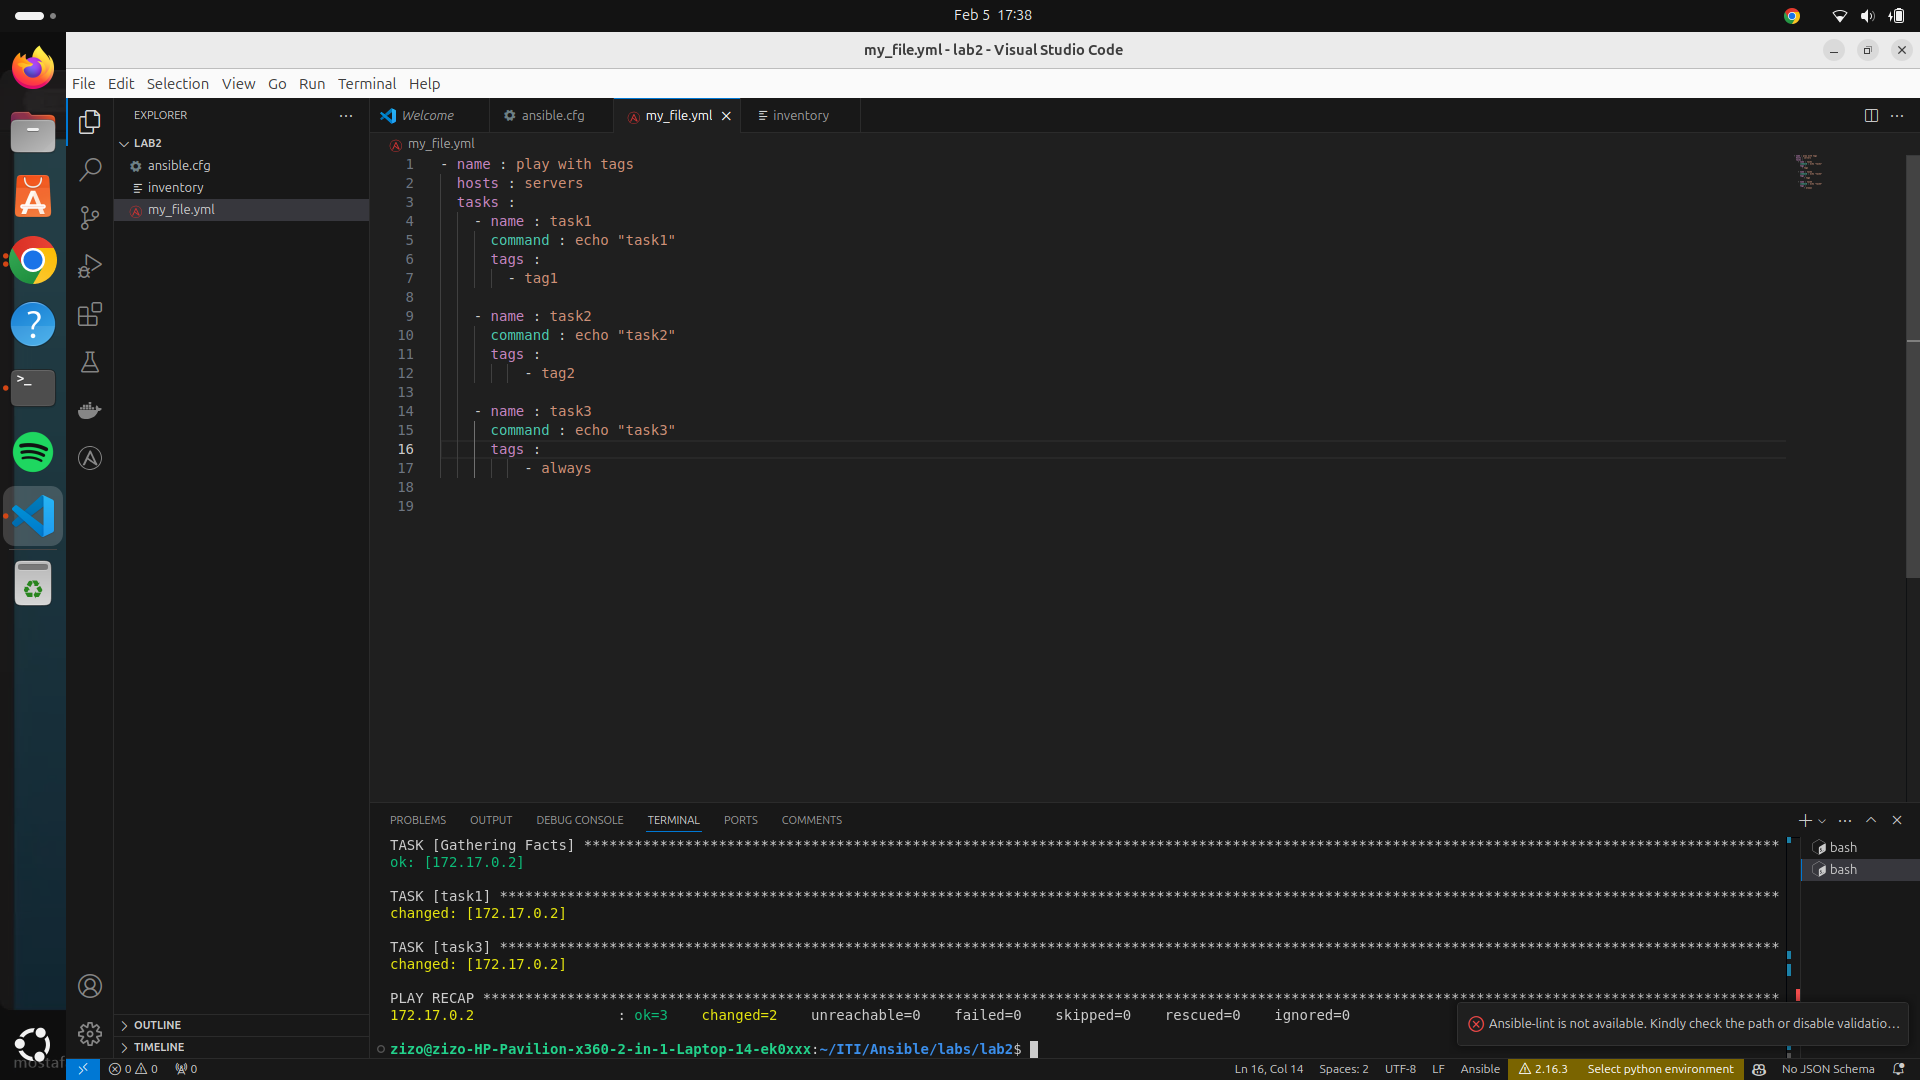 Feb 5 17:38
my_file.yml - lab2 - Visual Studio Code
File Edit Selection View Go Run Terminal Help
EXPLORER
LAB2
ansible.cfg
inventory
my_file.yml
OUTLINE
TIMELINE
Welcome
ansible.cfg
my_file.yml
inventory
my_file.yml
1 - name : play with tags
2 hosts : servers
3 tasks :
4 - name : task1
5 command : echo "task1"
6 tags :
7 - tag1
8
9 - name : task2
10 command : echo "task2"
11 tags :
12 - tag2
13
14 - name : task3
15 command : echo "task3"
16 tags :
17 - always
18
19
PROBLEMS OUTPUT DEBUG CONSOLE TERMINAL PORTS COMMENTS
TASK [Gathering Facts] ***
ok: [172.17.0.2]
TASK [task1] ***
changed: [172.17.0.2]
TASK [task3] ***
changed: [172.17.0.2]
PLAY RECAP ***
172.17.0.2 : ok=3 changed=2 unreachable=0 failed=0 skipped=0 rescued=0 ignored=0
zizo@zizo-HP-Pavilion-x360-2-in-1-Laptop-14-ek0xxx:~/ITI/Ansible/labs/lab2$
bash
bash
Ansible-lint is not available. Kindly check the path or disable validatio...
mostaf
0 0 0
Ln 16, Col 14 Spaces: 2 UTF-8 LF Ansible 2.16.3 Select python environment No JSON Schema